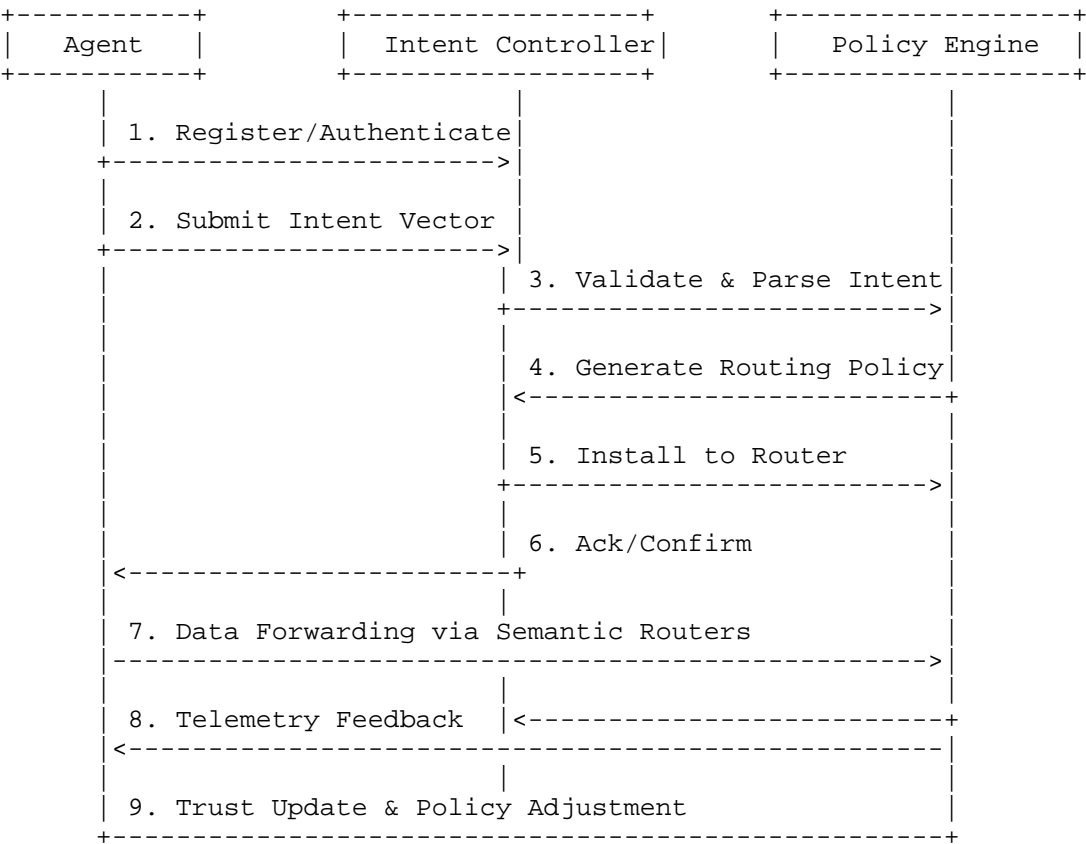 Agent Intent Controller Policy Engine
1. Register/Authenticate
2. Submit Intent Vector
3. Validate & Parse Intent
4. Generate Routing Policy
5. Install to Router
6. Ack/Confirm
7. Data Forwarding via Semantic Routers
8. Telemetry Feedback
9. Trust Update & Policy Adjustment